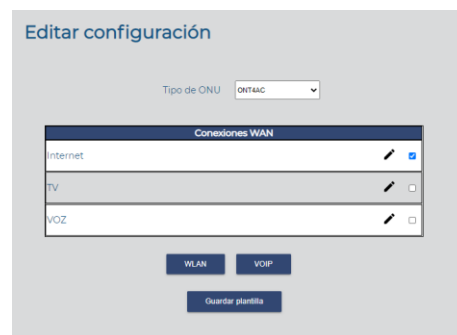 Editar configuración
Tipo de ONU ONT4AC
Conexiones WAN
Internet
TV
VOZ
WLAN VOIP
Guardar plantilla